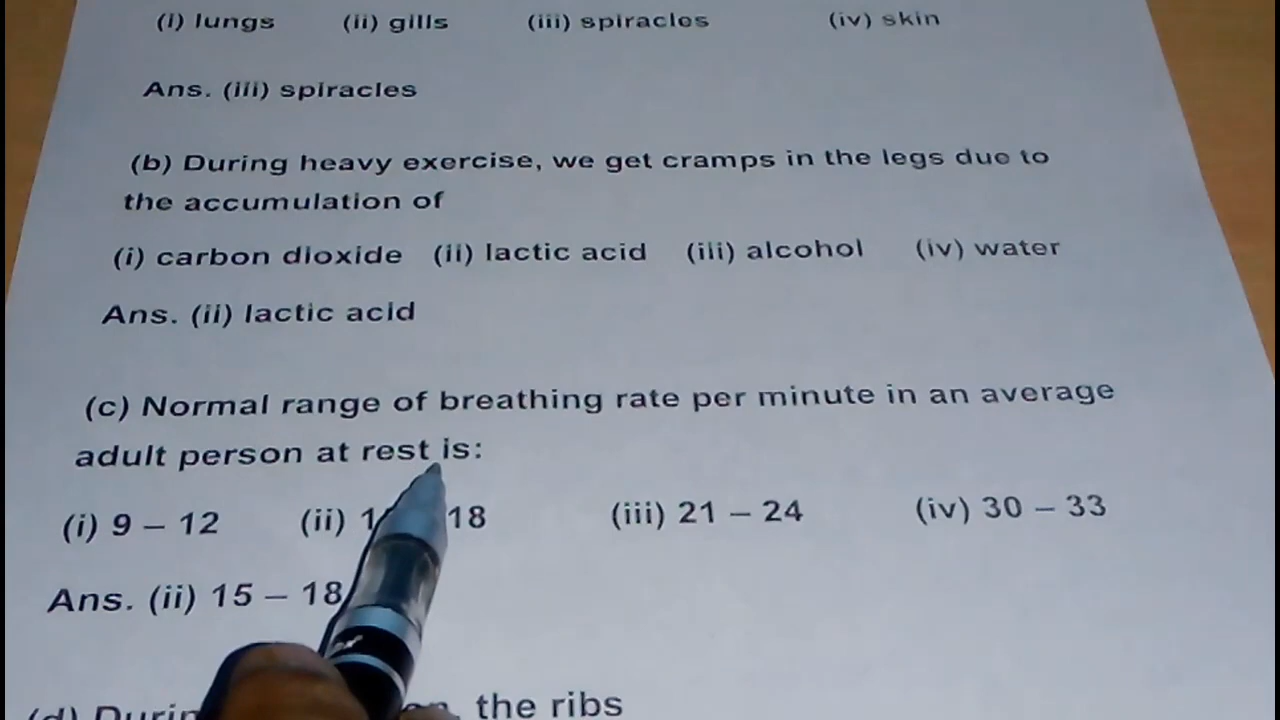 (i) lungs (ii) gills (iii) spiracles (iv) skin
Ans. (iii) spiracles
(b) During heavy exercise, we get cramps in the legs due to
the accumulation of
(i) carbon dioxide (ii) lactic acid (iii) alcohol (iv) water
Ans. (ii) lactic acid
(c) Normal range of breathing rate per minute in an average
adult person at rest is:
(i) 9 – 12 (ii) 18 (iii) 21 – 24 (iv) 30 – 33
Ans. (ii) 15 – 18
(d) the ribs